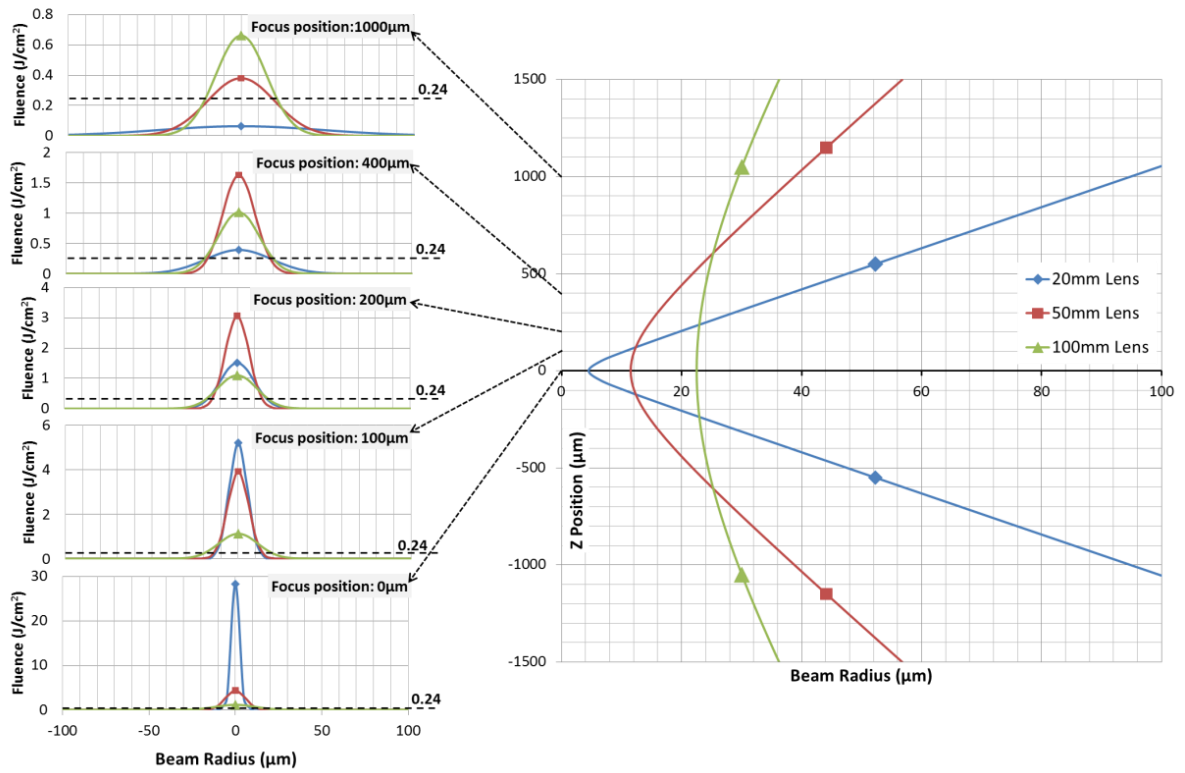 Fluence (J/cm²)
0.8
0.6
0.4
0.2
0
Focus position:1000µm
0.24
Fluence (J/cm²)
2
1.5
1
0.5
0
Focus position: 400µm
0.24
Fluence (J/cm²)
4
3
2
1
0
Focus position: 200µm
0.24
Fluence (J/cm²)
6
4
2
0
Focus position: 100µm
0.24
Fluence (J/cm²)
30
20
10
0
Focus position: 0µm
0.24
-100 -50 0 50 100
Beam Radius (µm)
1500
1000
500
0
-500
-1000
-1500
0 20 40 60 80 100
Z Position (µm)
Beam Radius (µm)
20mm Lens
50mm Lens
100mm Lens